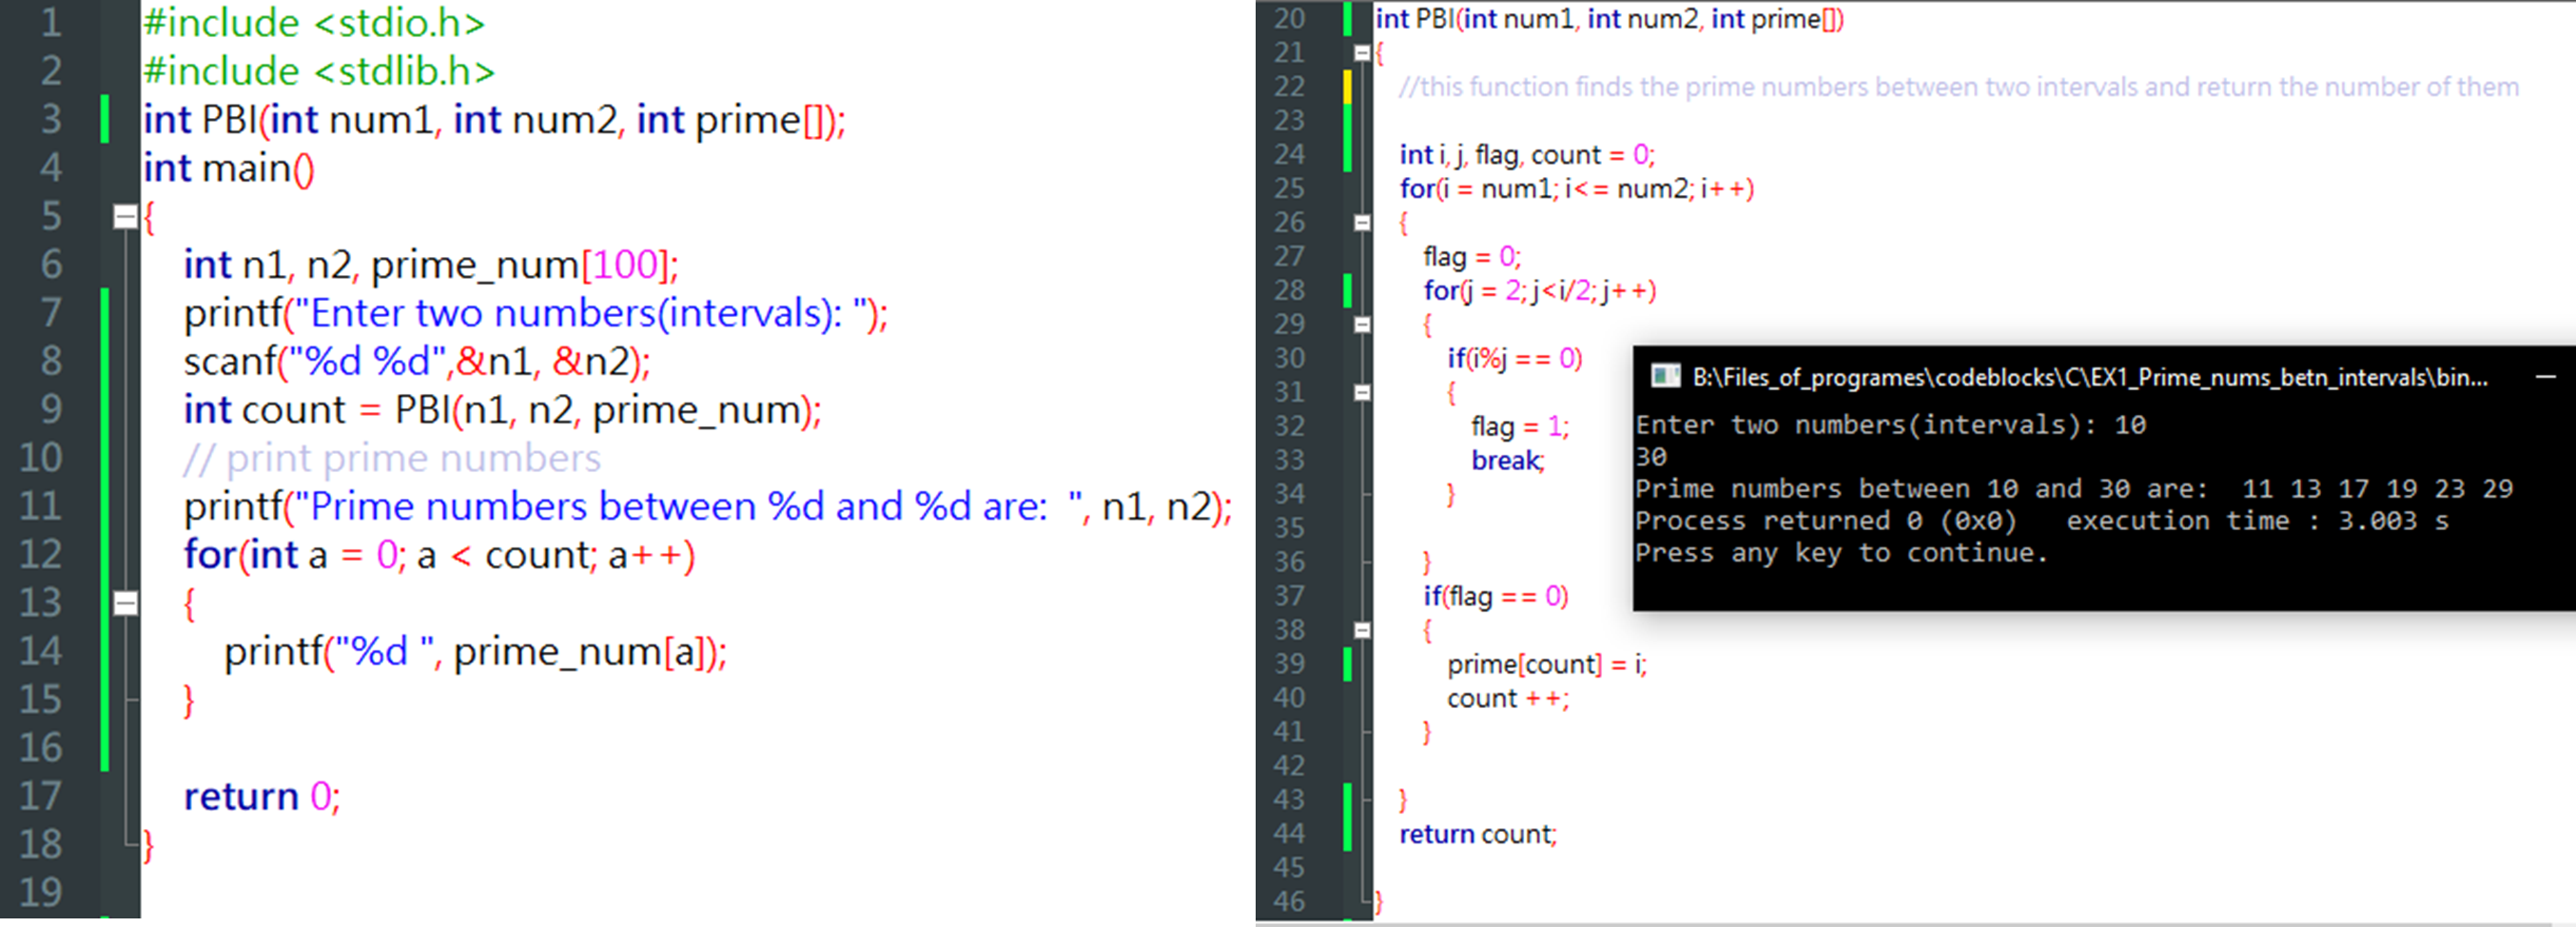 1 #include <stdio.h>
2 #include <stdlib.h>
3 int PBI(int num1, int num2, int prime[]);
4 int main()
5 {
6 int n1, n2, prime_num[100];
7 printf("Enter two numbers(intervals): ");
8 scanf("%d %d",&n1, &n2);
9 int count = PBI(n1, n2, prime_num);
10 // print prime numbers
11 printf("Prime numbers between %d and %d are:  ", n1, n2);
12 for(int a = 0; a < count; a++)
13 {
14 printf("%d ", prime_num[a]);
15 }
16
17 return 0;
18 }
19
20 int PBI(int num1, int num2, int prime[])
21 {
22 //this function finds the prime numbers between two intervals and return the number of them
23
24 int i, j, flag, count = 0;
25 for(i = num1; i<= num2; i++)
26 {
27 flag = 0;
28 for(j = 2; j<i/2; j++)
29 {
30 if(i%j == 0)
31 {
32 flag = 1;
33 break;
34 }
35
36 }
37 if(flag == 0)
38 {
39 prime[count] = i;
40 count ++;
41 }
42
43 }
44 return count;
45
46 }
B:\Files_of_programes\codeblocks\C\EX1_Prime_nums_betn_intervals\bin...
Enter two numbers(intervals): 10
30
Prime numbers between 10 and 30 are:  11 13 17 19 23 29
Process returned 0 (0x0)   execution time : 3.003 s
Press any key to continue.